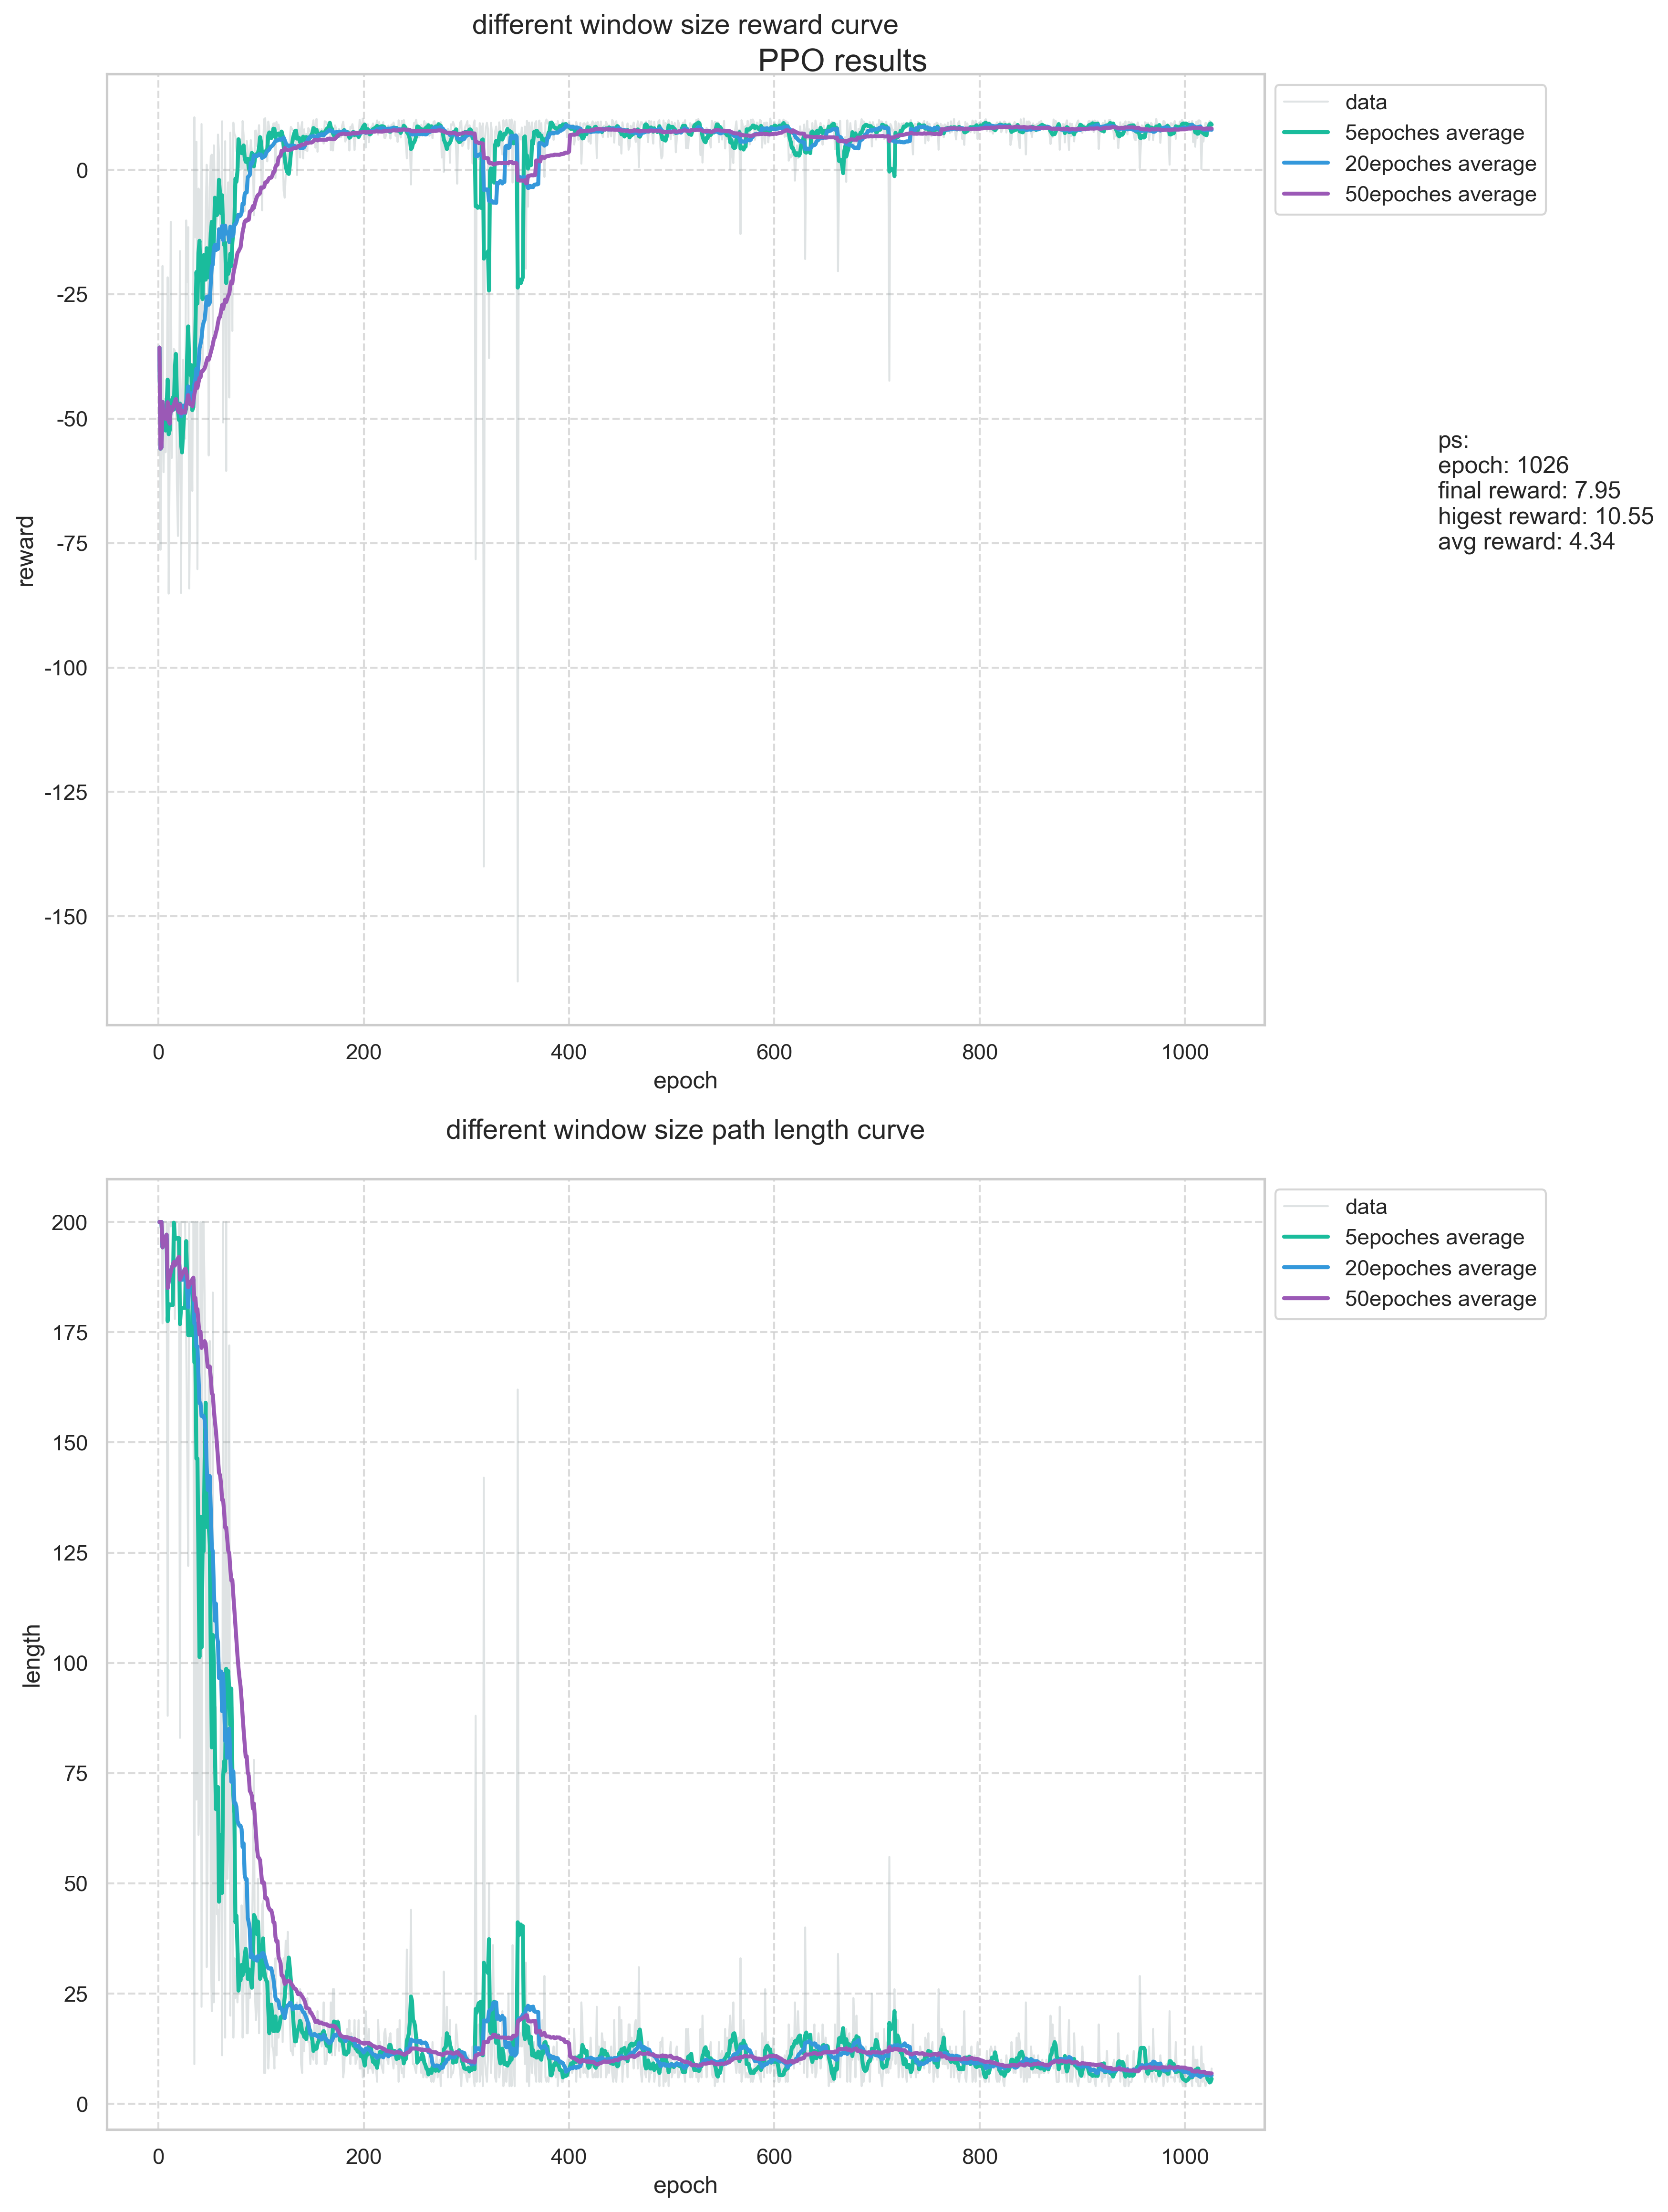 different window size reward curve
PPO results
data
5epoches average
20epoches average
50epoches average
0
-25
-50
-75
-100
-125
-150
reward
0 200 400 600 800 1000
epoch
ps:
epoch: 1026
final reward: 7.95
higest reward: 10.55
avg reward: 4.34
different window size path length curve
data
5epoches average
20epoches average
50epoches average
200
175
150
125
100
75
50
25
0
length
0 200 400 600 800 1000
epoch